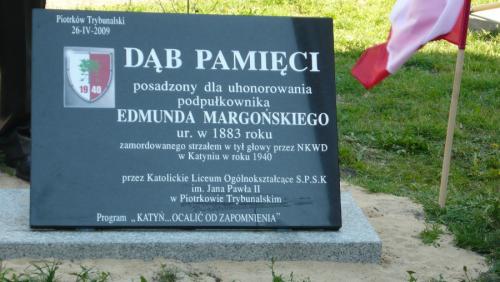 Piotrków Trybunalski
26-IV-2009
19 40
DĄB PAMIĘCI
posadzony dla uhonorowania
podpułkownika
EDMUNDA MARGOŃSKIEGO
ur. w 1883 roku
zamordowanego strzałem w tył głowy przez NKWD
w Katyniu w roku 1940
przez Katolickie Liceum Ogólnokształcące S.P.S.K
im. Jana Pawła II
w Piotrkowie Trybunalskim
Program „KATYŃ...OCALIĆ OD ZAPOMNIENIA"